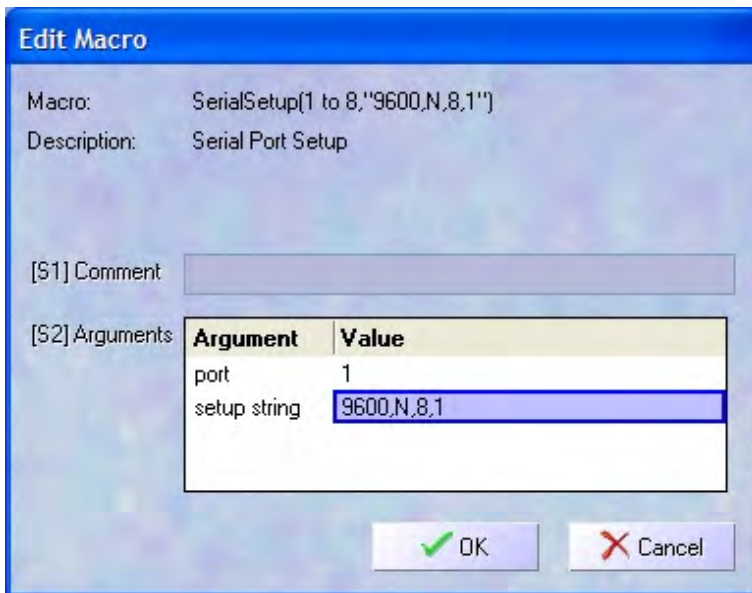 Edit Macro
Macro: SerialSetup(1 to 8,"9600,N,8,1")
Description: Serial Port Setup
[S1] Comment
[S2] Arguments
Argument Value
port 1
setup string 9600,N,8,1
OK Cancel